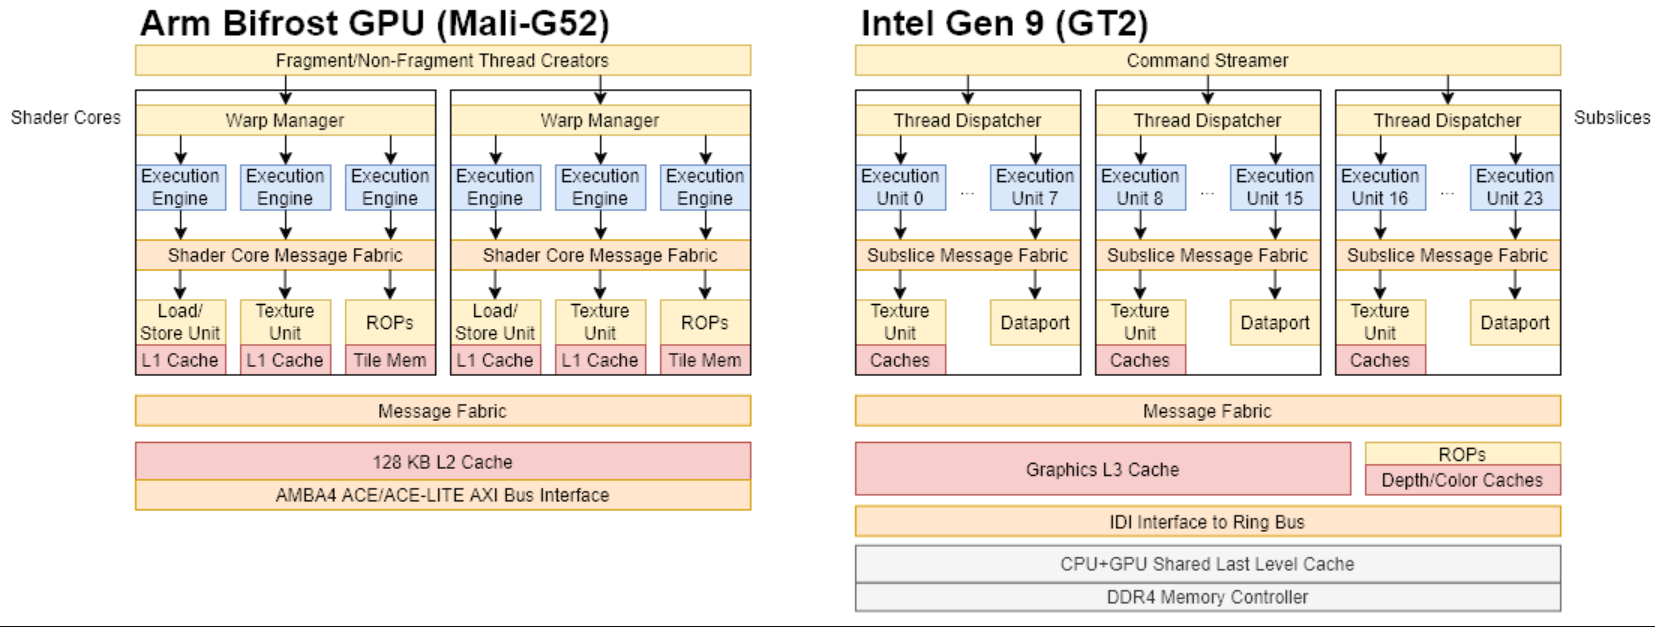 Arm Bifrost GPU (Mali-G52)
Fragment/Non-Fragment Thread Creators
Shader Cores
Warp Manager
Warp Manager
Execution
Engine
Execution
Engine
Execution
Engine
Execution
Engine
Execution
Engine
Execution
Engine
Shader Core Message Fabric
Shader Core Message Fabric
Load/
Store Unit
Texture
Unit
ROPs
Load/
Store Unit
Texture
Unit
ROPs
L1 Cache
L1 Cache
Tile Mem
L1 Cache
L1 Cache
Tile Mem
Message Fabric
128 KB L2 Cache
AMBA4 ACE/ACE-LITE AXI Bus Interface
Intel Gen 9 (GT2)
Command Streamer
Subslices
Thread Dispatcher
Thread Dispatcher
Thread Dispatcher
Execution
Unit 0
...
Execution
Unit 7
Execution
Unit 8
...
Execution
Unit 15
Execution
Unit 16
...
Execution
Unit 23
Subslice Message Fabric
Subslice Message Fabric
Subslice Message Fabric
Texture
Unit
Dataport
Texture
Unit
Dataport
Texture
Unit
Dataport
Caches
Caches
Caches
Message Fabric
Graphics L3 Cache
ROPs
Depth/Color Caches
IDI Interface to Ring Bus
CPU+GPU Shared Last Level Cache
DDR4 Memory Controller